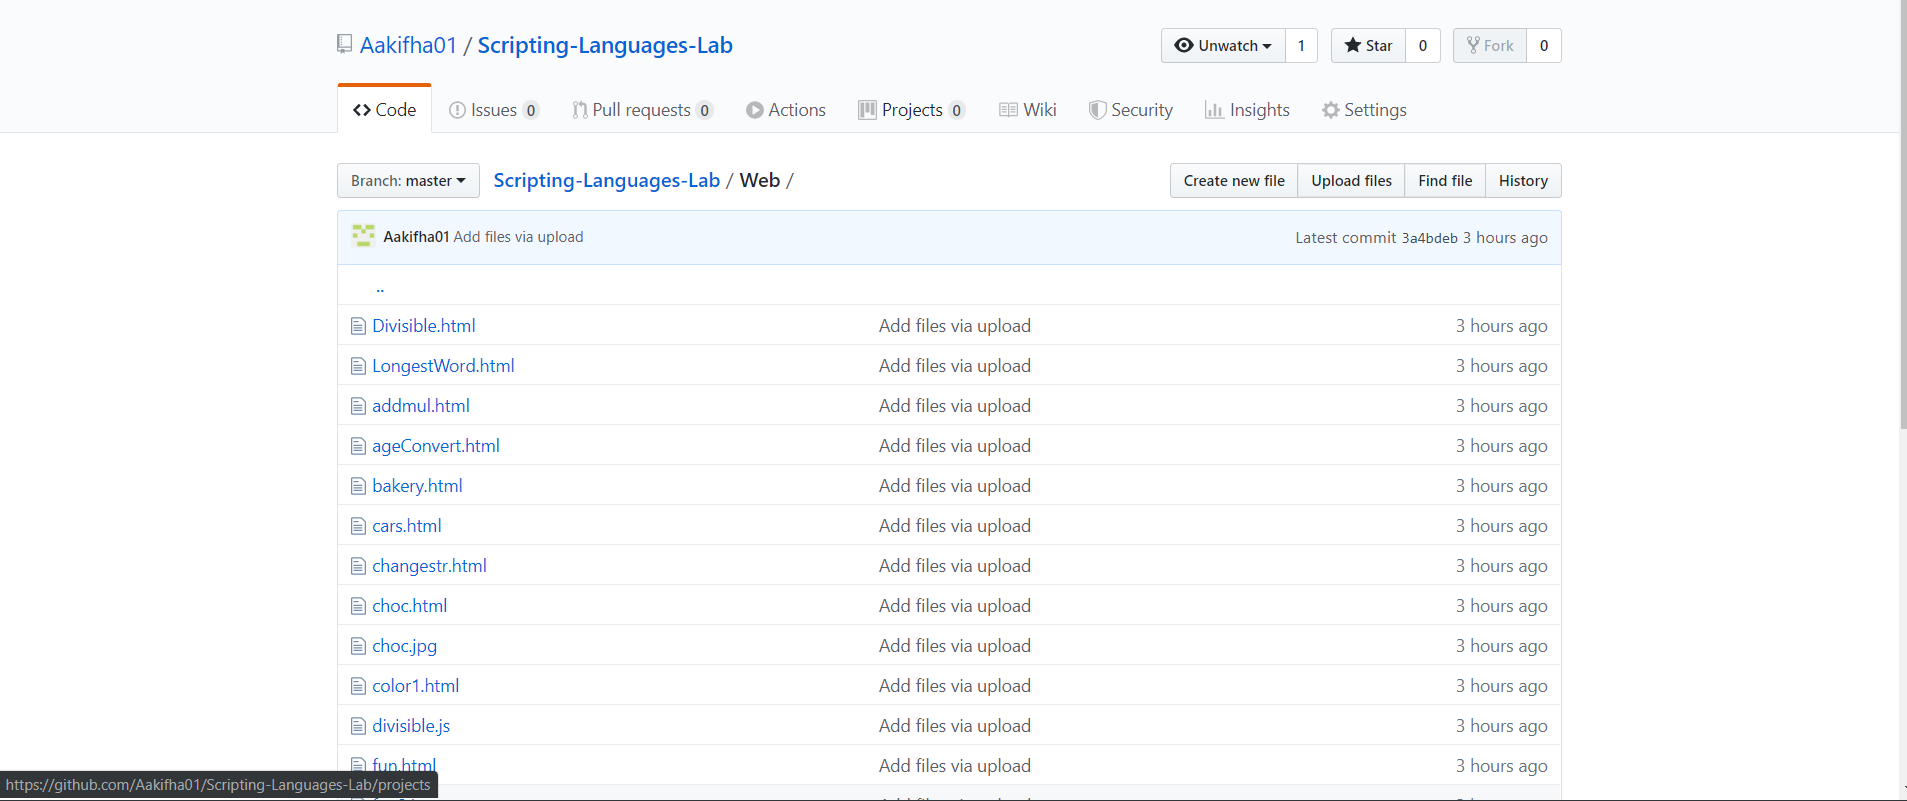 Aakifha01 / Scripting-Languages-Lab Unwatch 1 Star 0 Fork 0
Code Issues 0 Pull requests 0 Actions Projects 0 Wiki Security Insights Settings
Branch: master Scripting-Languages-Lab / Web / Create new file Upload files Find file History
Aakifha01 Add files via upload Latest commit 3a4bdeb 3 hours ago
..
Divisible.html Add files via upload 3 hours ago
LongestWord.html Add files via upload 3 hours ago
addmul.html Add files via upload 3 hours ago
ageConvert.html Add files via upload 3 hours ago
bakery.html Add files via upload 3 hours ago
cars.html Add files via upload 3 hours ago
changestr.html Add files via upload 3 hours ago
choc.html Add files via upload 3 hours ago
choc.jpg Add files via upload 3 hours ago
color1.html Add files via upload 3 hours ago
divisible.js Add files via upload 3 hours ago
fun.html Add files via upload 3 hours ago
https://github.com/Aakifha01/Scripting-Languages-Lab/projects